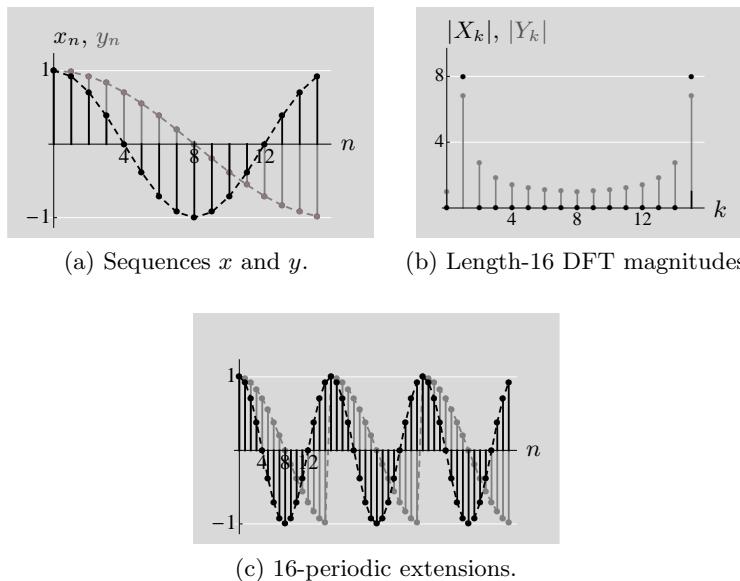 x_n, y_n
1
n
4 8 12
−1
(a) Sequences x and y.
|X_k|, |Y_k|
8
4
4 8 12
k
(b) Length-16 DFT magnitudes
1
n
4 8 12
−1
(c) 16-periodic extensions.